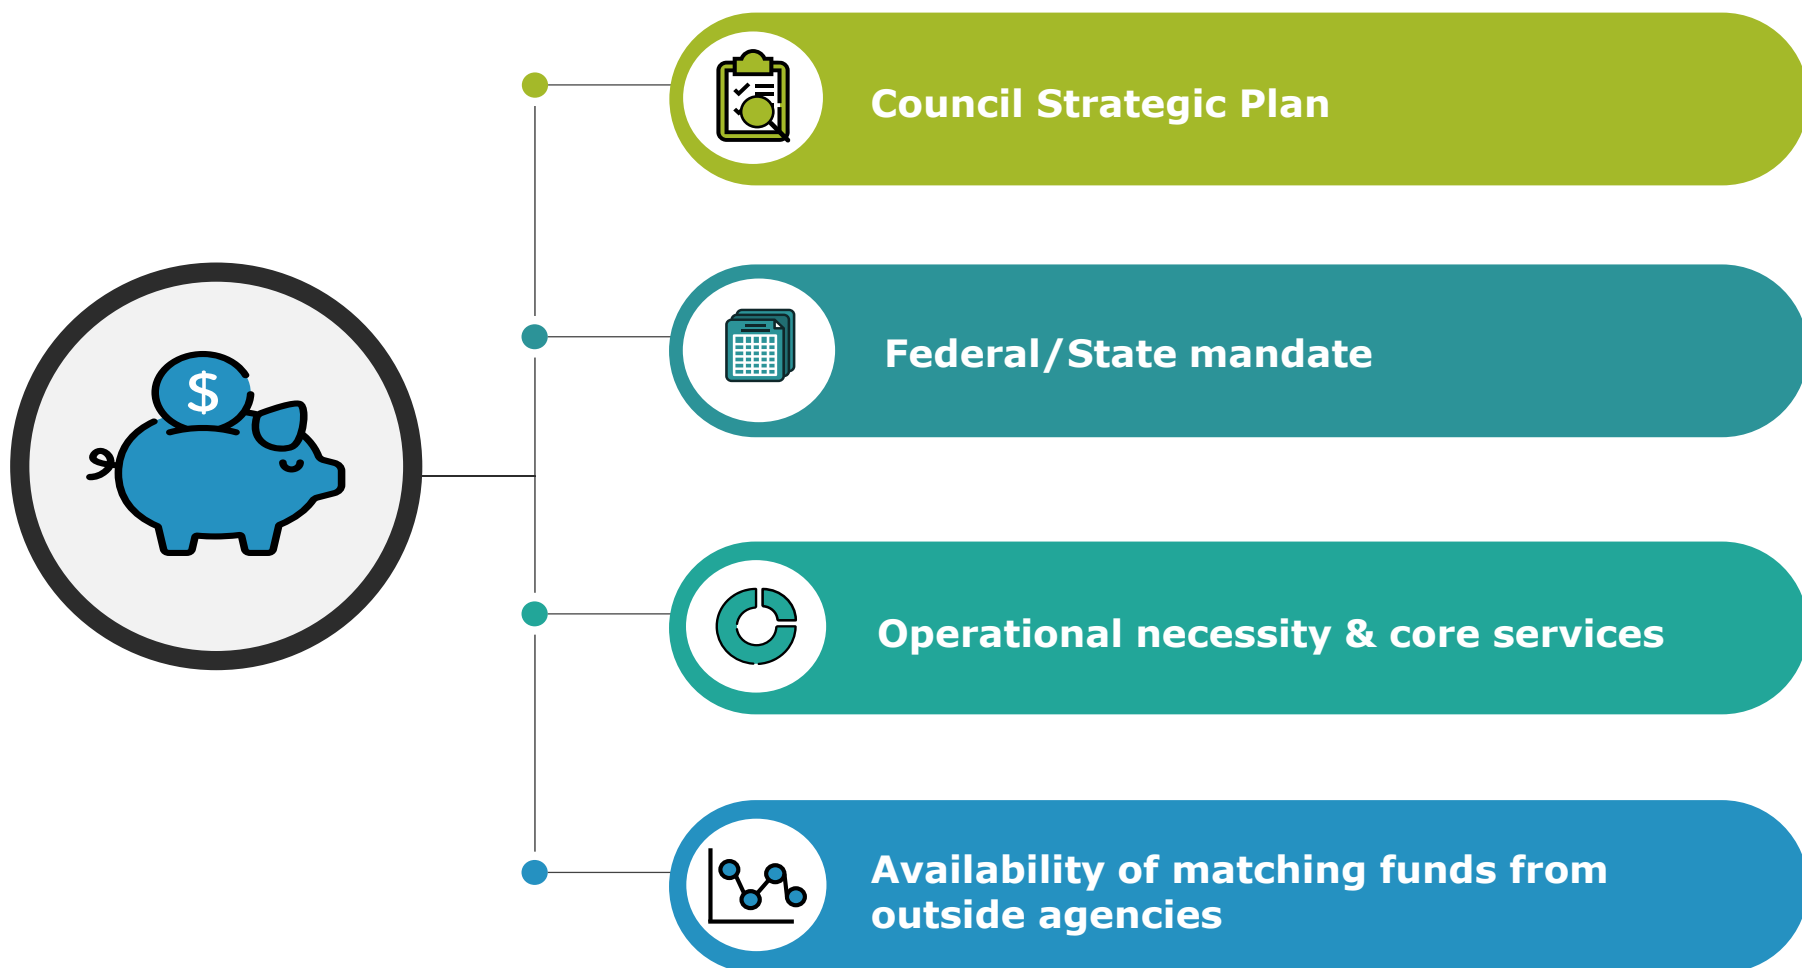 Council Strategic Plan
$
Federal/State mandate
Operational necessity & core services
Availability of matching funds from
outside agencies